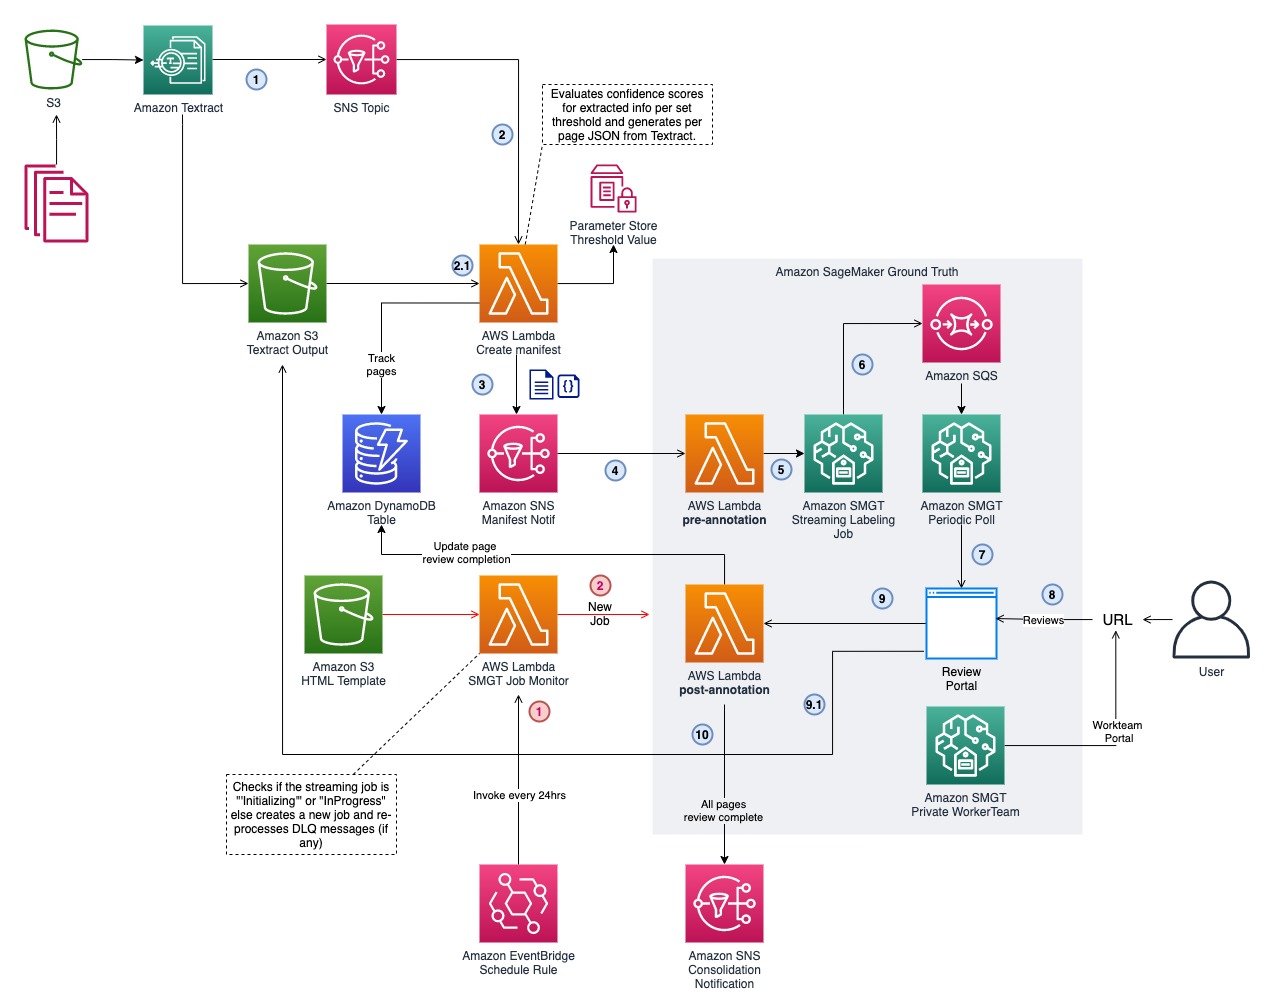 S3
Amazon Textract
1
SNS Topic
Evaluates confidence scores
for extracted info per set
threshold and generates per
page JSON from Textract.
2
Parameter Store
Threshold Value
2.1
Amazon S3
Textract Output
AWS Lambda
Create manifest
Track
pages
3
{}
Amazon SageMaker Ground Truth
6
Amazon SQS
Amazon DynamoDB
Table
Amazon SNS
Manifest Notif
4
AWS Lambda
pre-annotation
5
Amazon SMGT
Streaming Labeling
Job
Amazon SMGT
Periodic Poll
Update page
review completion
7
Amazon S3
HTML Template
AWS Lambda
SMGT Job Monitor
2
New
Job
AWS Lambda
post-annotation
9
Review
Portal
8
Reviews
URL
User
1
9.1
10
Workteam
Portal
Amazon SMGT
Private WorkerTeam
Checks if the streaming job is
"'Initializing'" or "InProgress"
else creates a new job and re-
processes DLQ messages (if
any)
Invoke every 24hrs
All pages
review complete
Amazon EventBridge
Schedule Rule
Amazon SNS
Consolidation
Notification